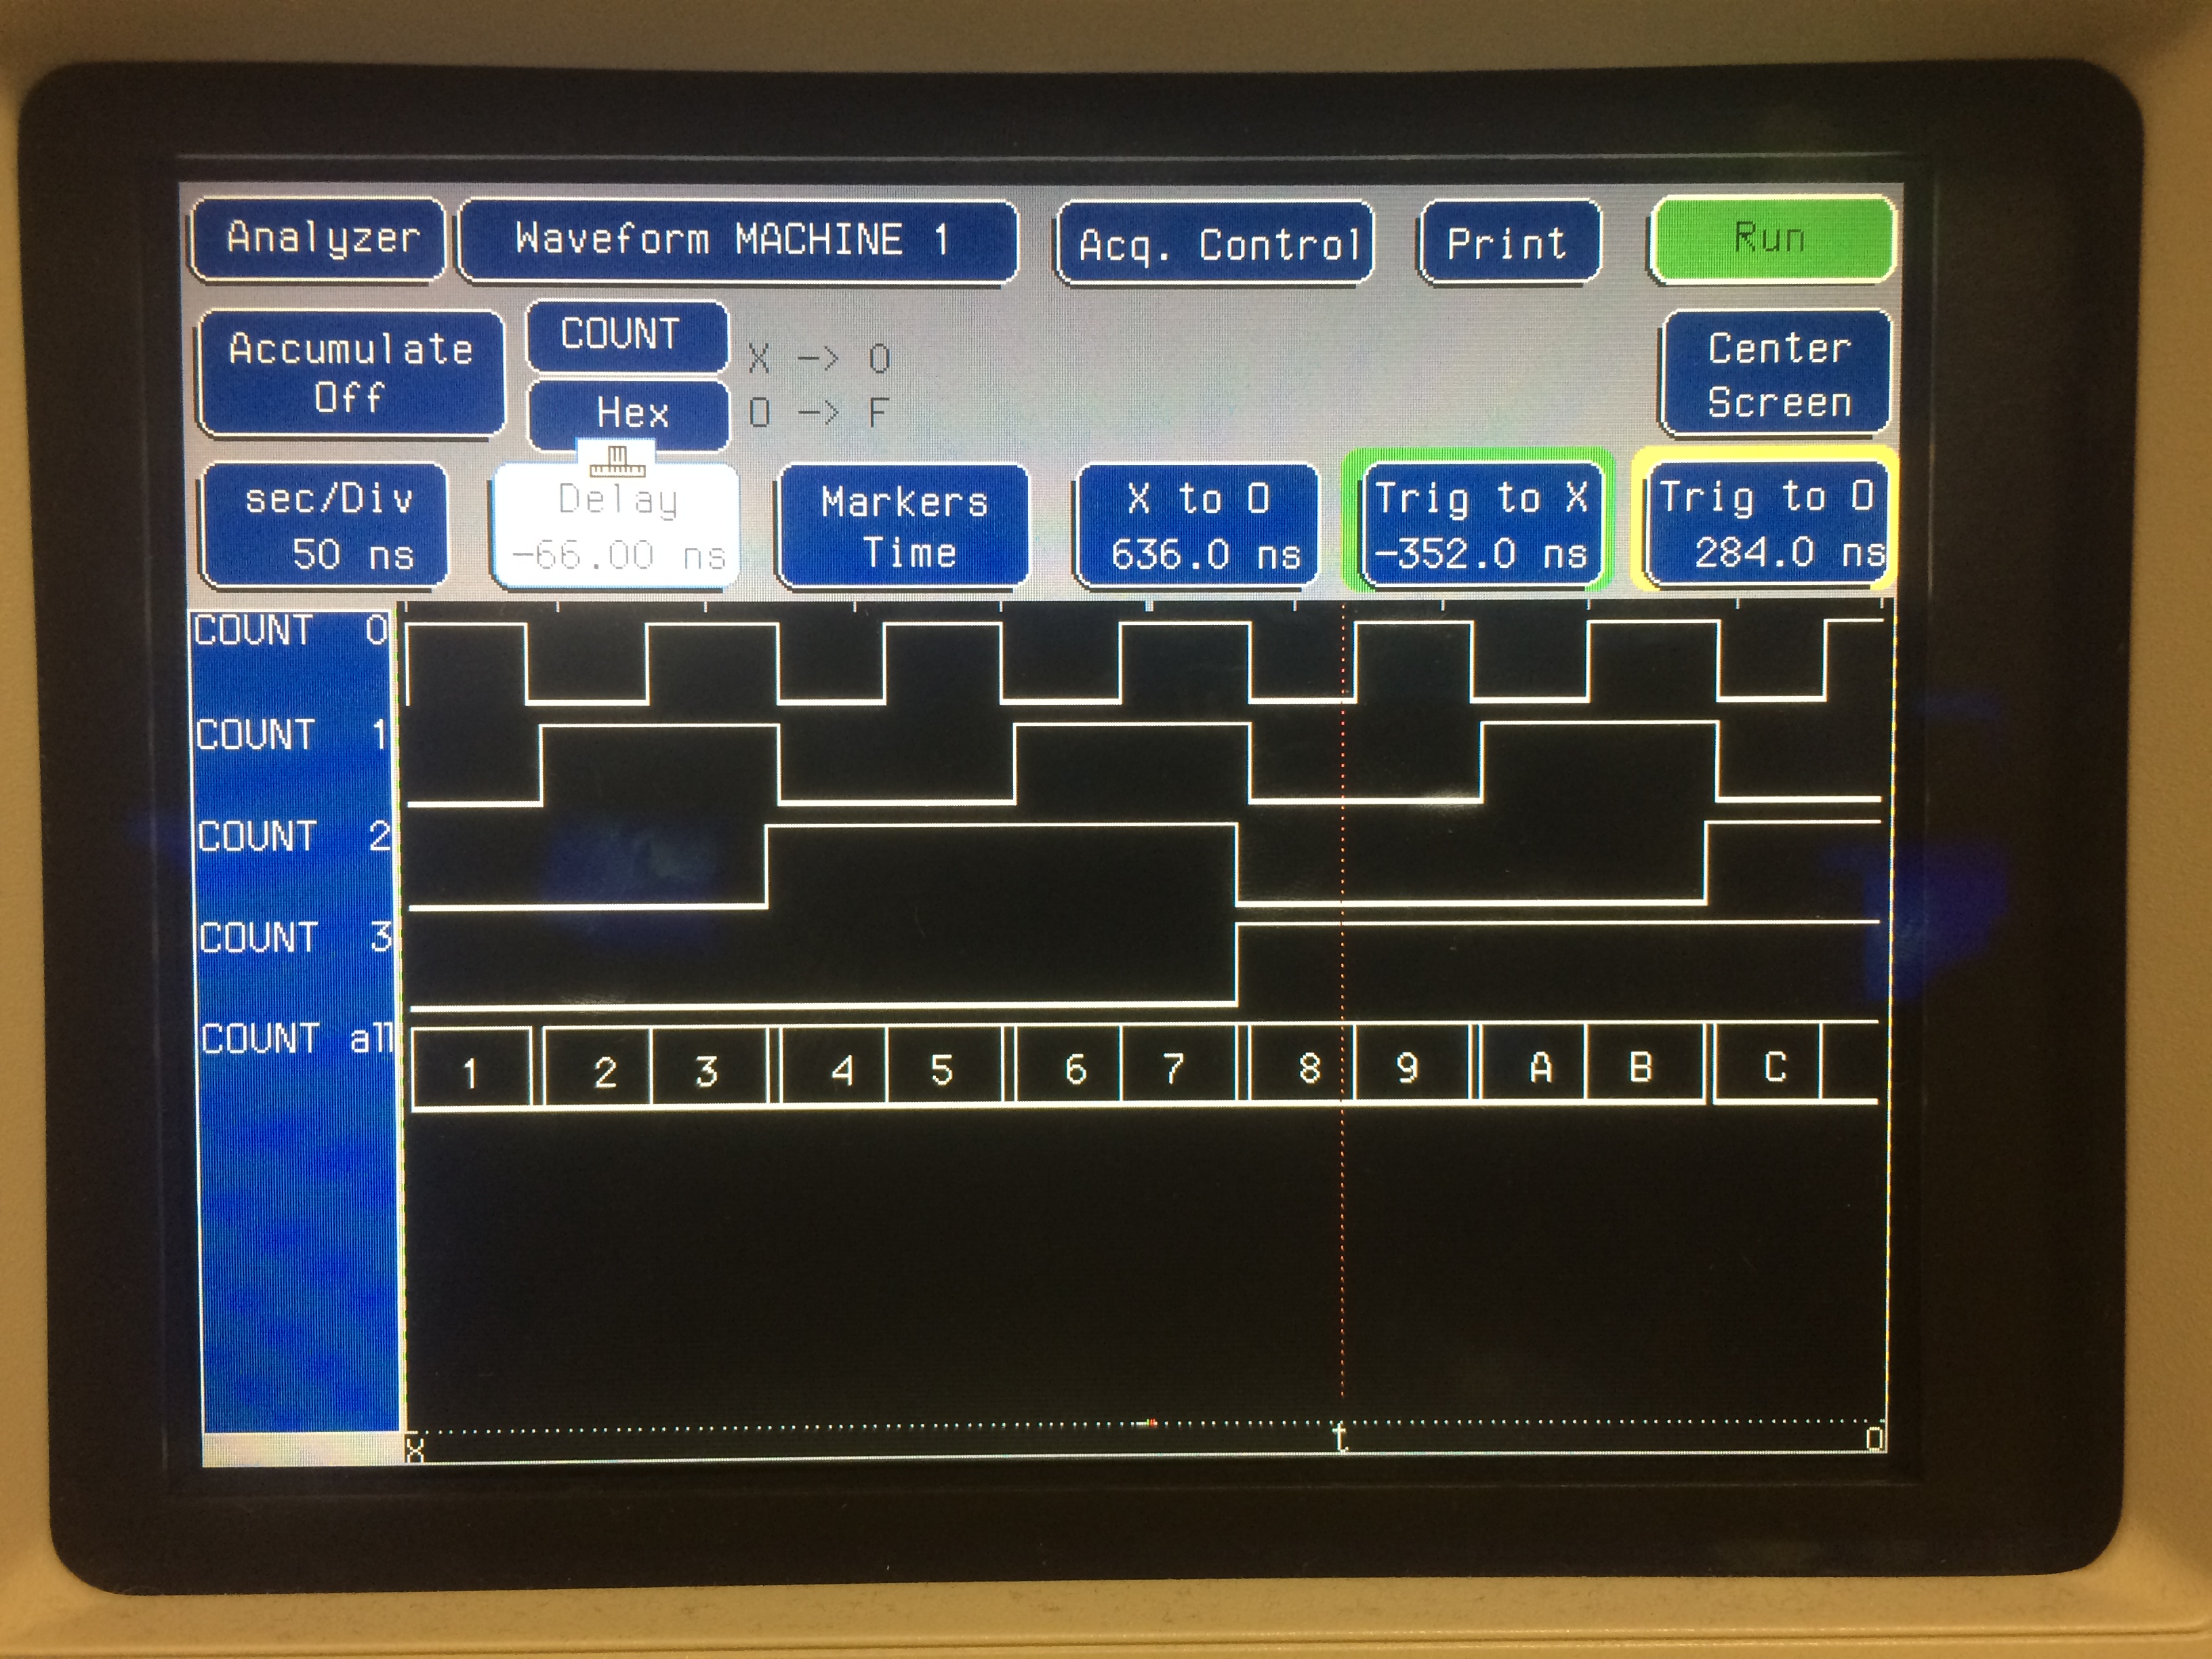 Analyzer Waveform MACHINE 1 Acq. Control Print Run
Accumulate Off COUNT X -> 0 Center Screen
Hex O -> F
sec/Div Delay Markers X to O Trig to X Trig to O
50 ns -66.00 ns Time 636.0 ns -352.0 ns 284.0 ns
COUNT 0
COUNT 1
COUNT 2
COUNT 3
COUNT all 1 2 3 4 5 6 7 8 9 A B C
X t O